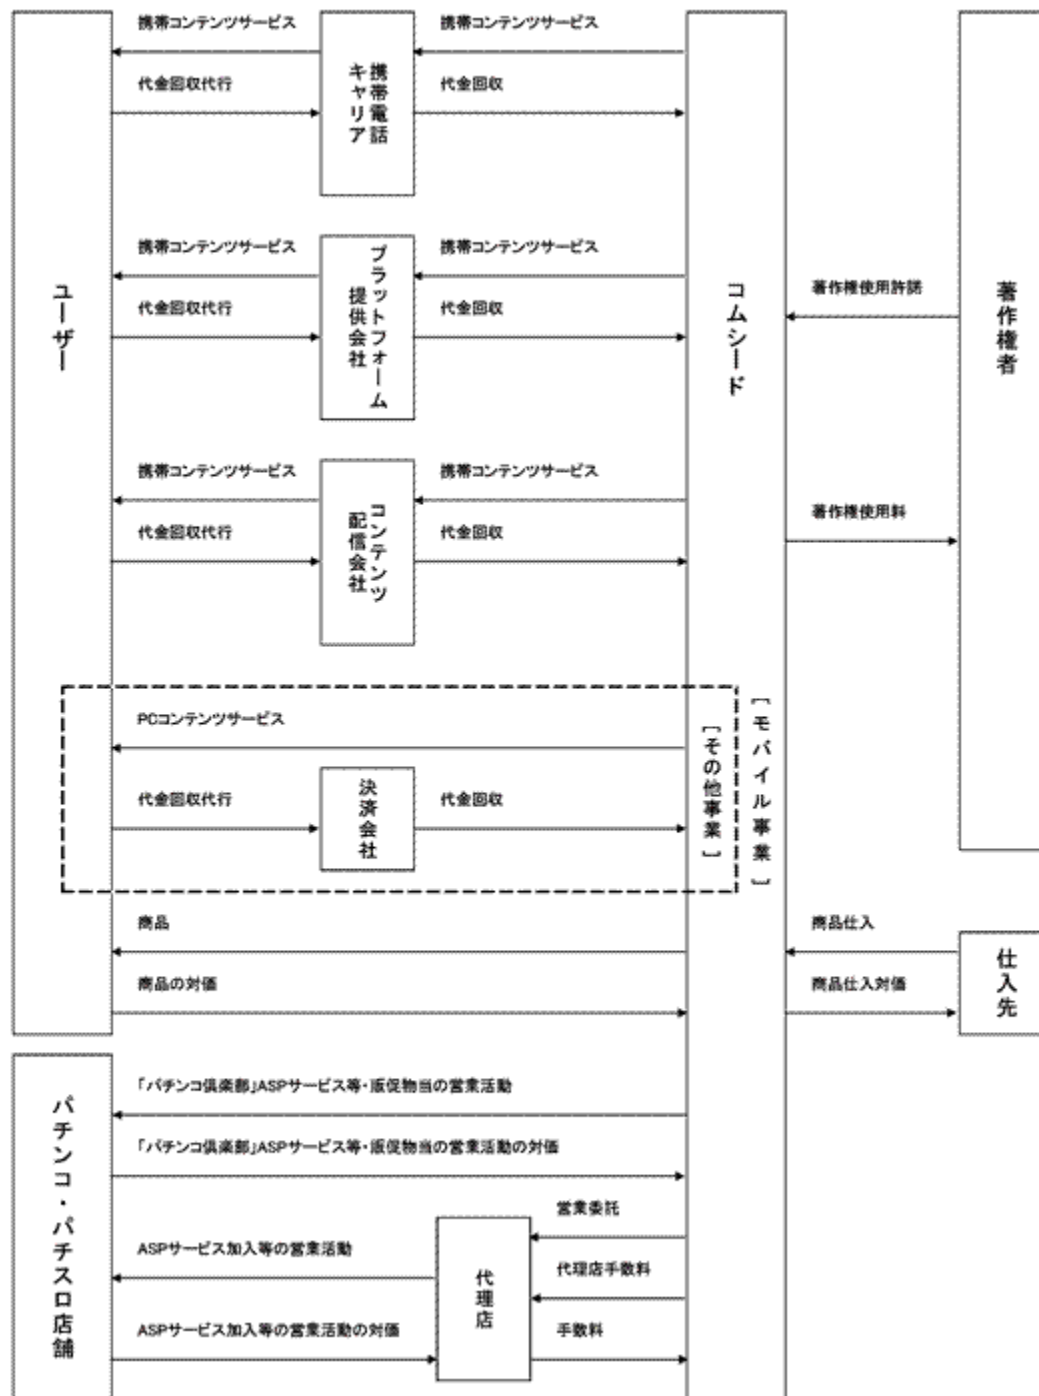 携帯コンテンツサービス
携帯コンテンツサービス
代金回収代行
代金回収
携帯電話
キャリア
携帯コンテンツサービス
携帯コンテンツサービス
代金回収代行
代金回収
プラットフォーム
提供会社
ユーザー
コムシード
著作権使用許諾
著作権者
携帯コンテンツサービス
携帯コンテンツサービス
代金回収代行
代金回収
コンテンツ
配信会社
著作権使用料
PCコンテンツサービス
代金回収代行
決済会社
代金回収
[その他事業]
[モバイル事業]
商品
商品の対価
商品仕入
商品仕入対価
仕入先
「パチンコ倶楽部」ASPサービス等・販促物当の営業活動
「パチンコ倶楽部」ASPサービス等・販促物当の営業活動の対価
パチンコ・パチスロ店舗
営業委託
ASPサービス加入等の営業活動
代理店手数料
代理店
ASPサービス加入等の営業活動の対価
手数料